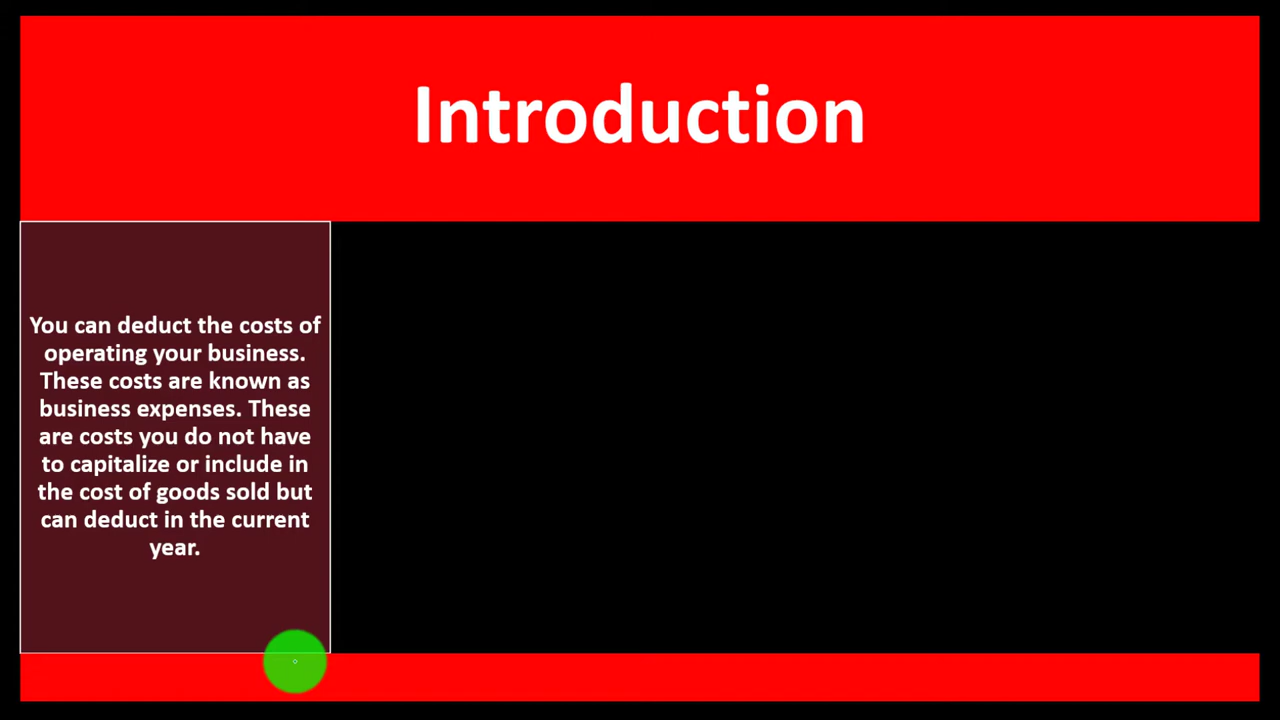 Introduction
You can deduct the costs of
operating your business.
These costs are known as
business expenses. These
are costs you do not have
to capitalize or include in
the cost of goods sold but
can deduct in the current
year.